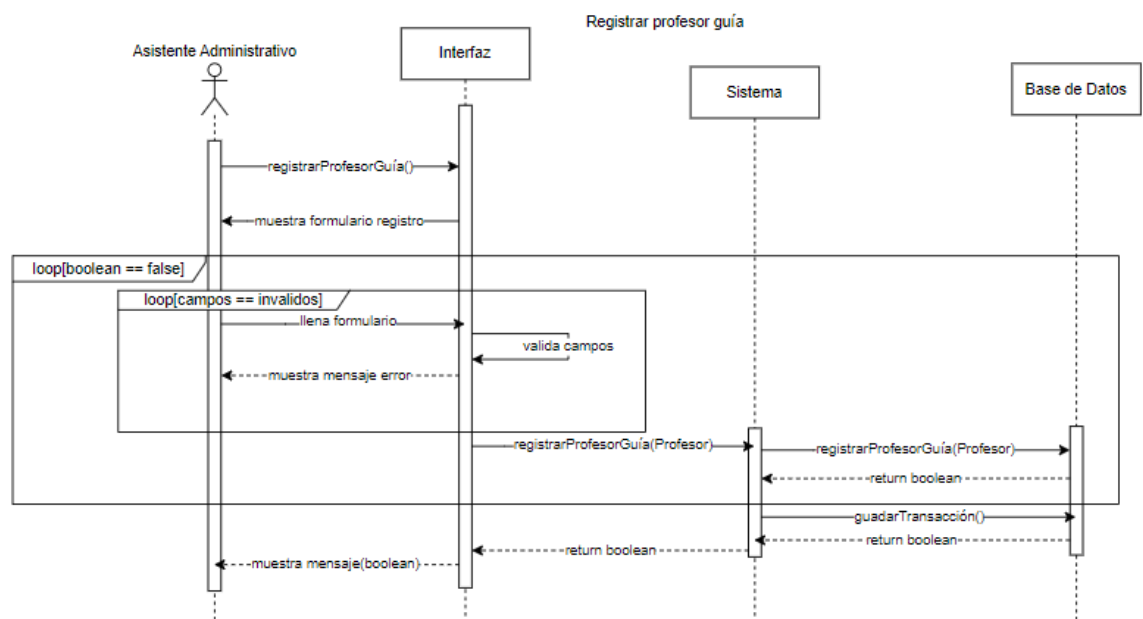 Registrar profesor guía
Asistente Administrativo
Interfaz
Sistema
Base de Datos
registrarProfesorGuía()
muestra formulario registro
loop[boolean == false]
loop[campos == invalidos]
llena formulario
valida campos
muestra mensaje error
registrarProfesorGuía(Profesor)
registrarProfesorGuía(Profesor)
return boolean
guadarTransacción()
return boolean
return boolean
muestra mensaje(boolean)